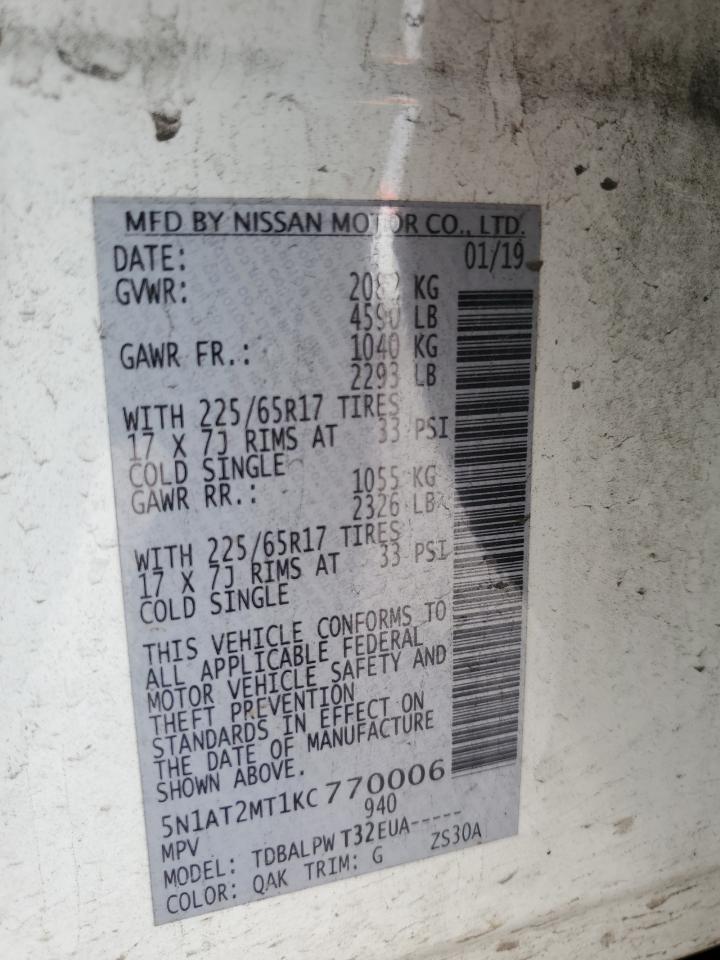 MFD BY NISSAN MOTOR CO., LTD.
DATE: 01/19
GVWR: 2082 KG
4590 LB
GAWR FR.: 1040 KG
2293 LB
WITH 225/65R17 TIRES
17 X 7J RIMS AT 33 PSI
COLD SINGLE
GAWR RR.: 1055 KG
2326 LB
WITH 225/65R17 TIRES
17 X 7J RIMS AT 33 PSI
COLD SINGLE
THIS VEHICLE CONFORMS TO
ALL APPLICABLE FEDERAL
MOTOR VEHICLE SAFETY AND
THEFT PREVENTION
STANDARDS IN EFFECT ON
THE DATE OF MANUFACTURE
SHOWN ABOVE.
5N1AT2MT1KC770006
MPV 940
MODEL: TDBALPW T32EUA-----
COLOR: QAK TRIM: G ZS30A